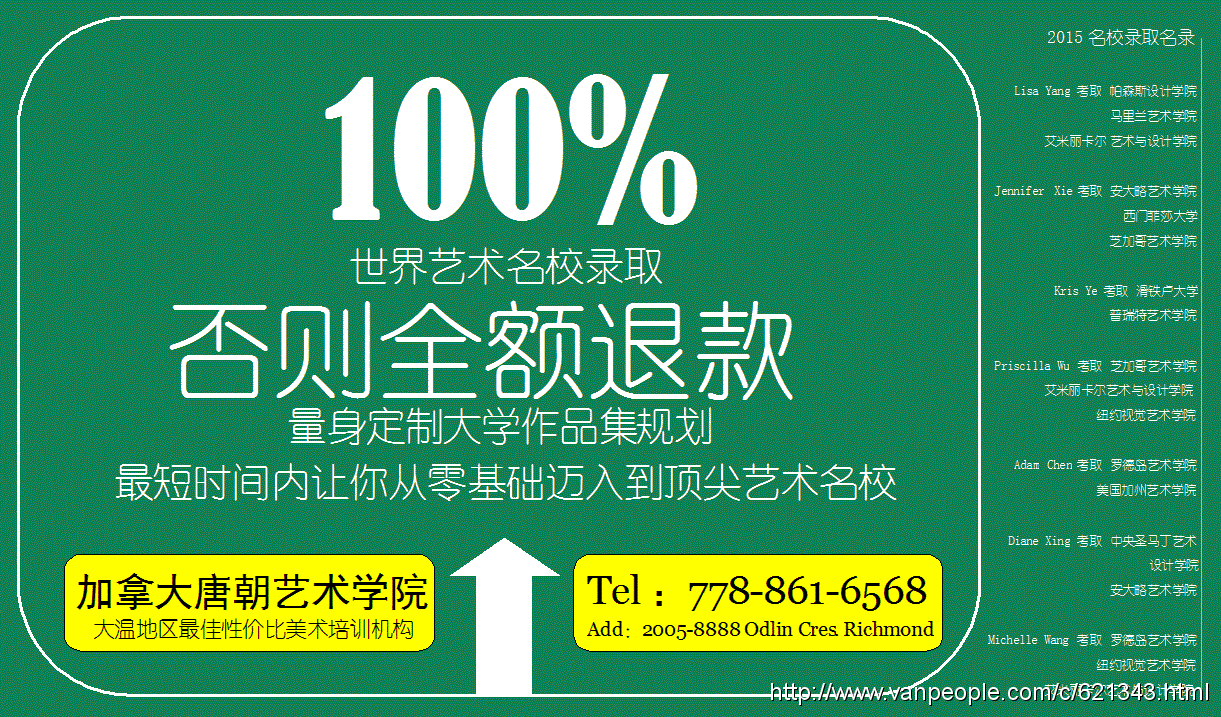 100%
世界艺术名校录取
否则全额退款
量身定制大学作品集规划
最短时间内让你从零基础迈入到顶尖艺术名校
加拿大唐朝艺术学院
大温地区最佳性价比美术培训机构
Tel：778-861-6568
Add：2005-8888 Odlin Cres. Richmond
2015 名校录取名录
Lisa Yang 考取 帕森斯设计学院
马里兰艺术学院
艾米丽卡尔 艺术与设计学院
Jennifer Xie 考取 安大略艺术学院
西门菲莎大学
芝加哥艺术学院
Kris Ye 考取 滑铁卢大学
普瑞特艺术学院
Priscilla Wu 考取 芝加哥艺术学院
艾米丽卡尔艺术与设计学院
纽约视觉艺术学院
Adam Chen 考取 罗德岛艺术学院
美国加州艺术学院
Diane Xing 考取 中央圣马丁艺术
设计学院
安大略艺术学院
Michelle Wang 考取 罗德岛艺术学院
纽约视觉艺术学院
http://www.vanpeople.com/c/621343.html